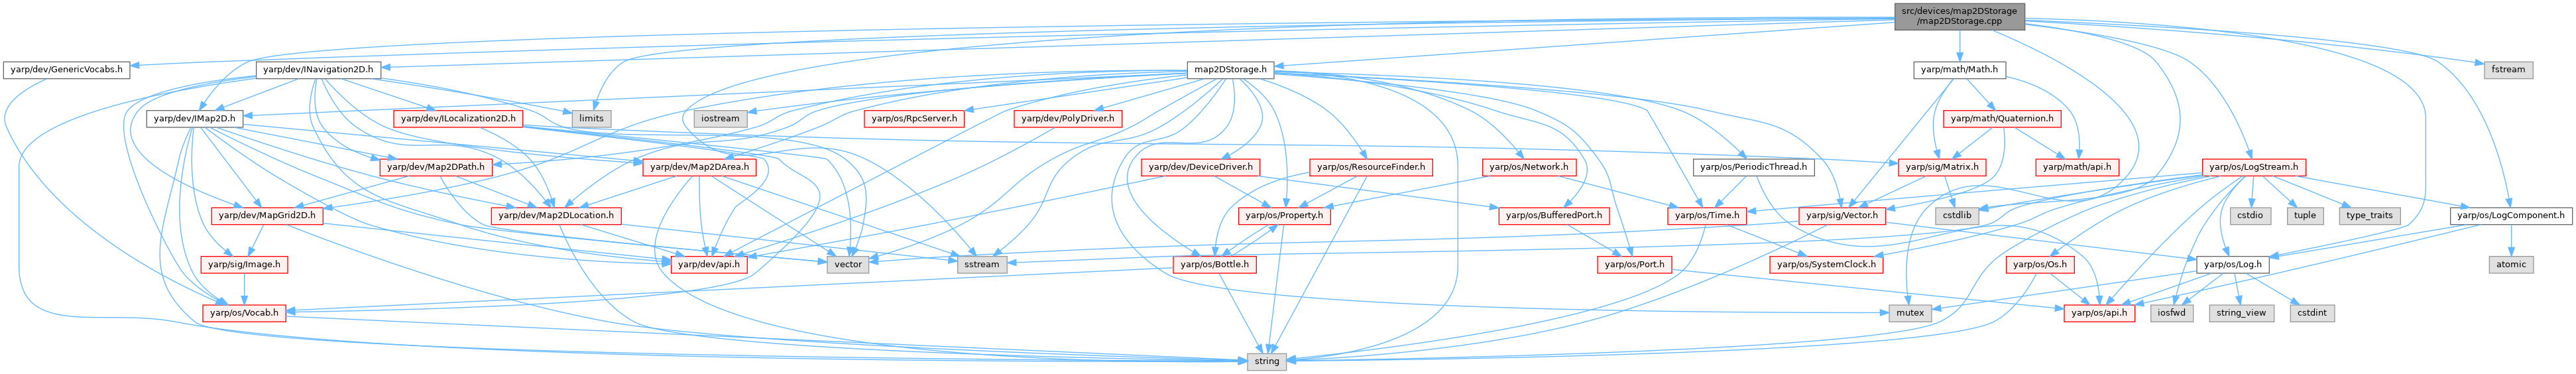 src/devices/map2DStorage
/map2DStorage.cpp
yarp/dev/GenericVocabs.h
yarp/dev/INavigation2D.h
map2DStorage.h
yarp/math/Math.h
fstream
yarp/dev/IMap2D.h
yarp/dev/ILocalization2D.h
limits
iostream
yarp/os/RpcServer.h
yarp/dev/PolyDriver.h
yarp/math/Quaternion.h
yarp/dev/Map2DPath.h
yarp/dev/Map2DArea.h
yarp/dev/DeviceDriver.h
yarp/os/ResourceFinder.h
yarp/os/Network.h
yarp/os/PeriodicThread.h
yarp/sig/Matrix.h
yarp/math/api.h
yarp/os/LogStream.h
yarp/dev/MapGrid2D.h
yarp/dev/Map2DLocation.h
yarp/os/Property.h
yarp/os/BufferedPort.h
yarp/os/Time.h
yarp/sig/Vector.h
cstdlib
cstdio
tuple
type_traits
yarp/os/LogComponent.h
yarp/sig/Image.h
yarp/dev/api.h
vector
sstream
yarp/os/Bottle.h
yarp/os/Port.h
yarp/os/SystemClock.h
yarp/os/Os.h
yarp/os/Log.h
atomic
yarp/os/Vocab.h
mutex
yarp/os/api.h
iosfwd
string_view
cstdint
string